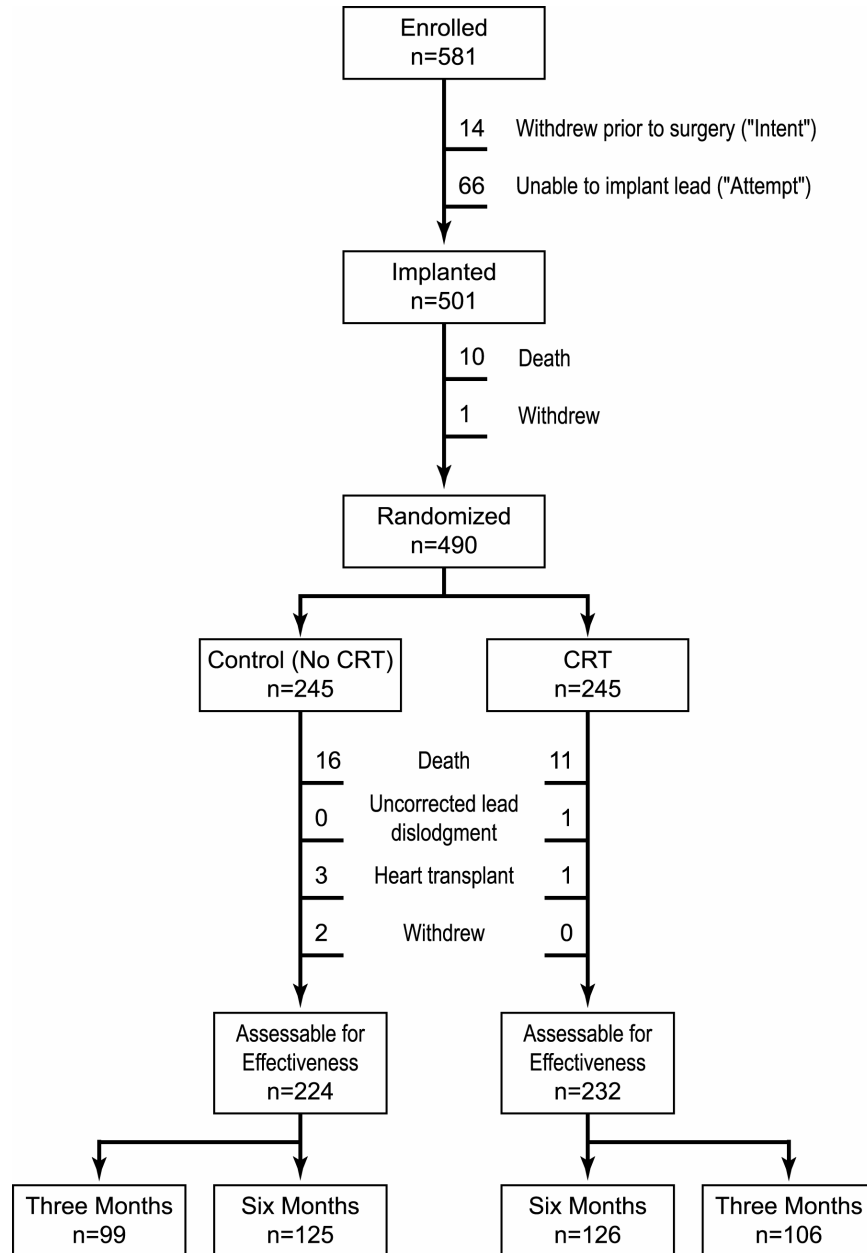 Enrolled
n=581
14 Withdrew prior to surgery ("Intent")
66 Unable to implant lead ("Attempt")
Implanted
n=501
10 Death
1 Withdrew
Randomized
n=490
Control (No CRT)
n=245
CRT
n=245
16 Death 11
0 Uncorrected lead dislodgment 1
3 Heart transplant 1
2 Withdrew 0
Assessable for
Effectiveness
n=224
Assessable for
Effectiveness
n=232
Three Months
n=99
Six Months
n=125
Six Months
n=126
Three Months
n=106